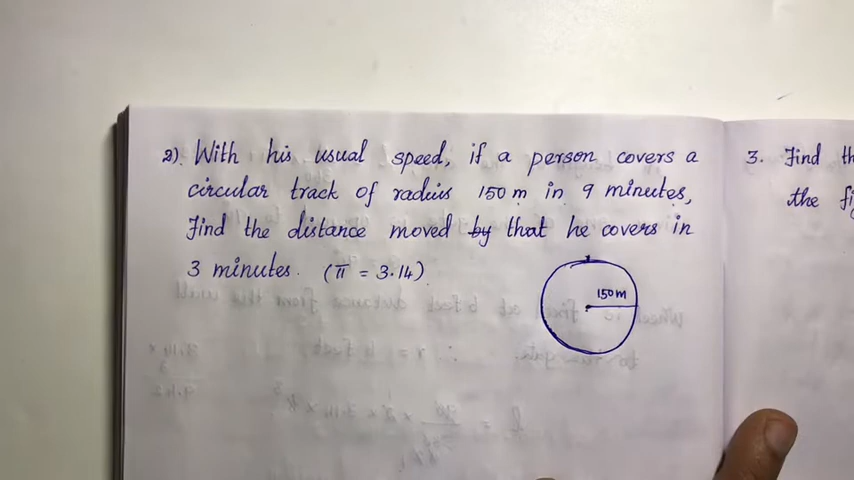 2). With his usual speed, if a person covers a
circular track of radius 150 m in 9 minutes,
Find the distance moved by that he covers in
3 minutes. (π = 3.14)
150m
3. Find th
the fi